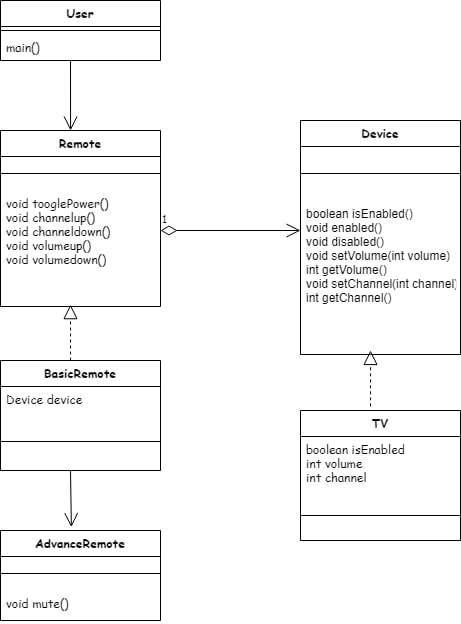 User
main()
Remote
void tooglePower()
void channelup()
void channeldown()
void volumeup()
void volumedown()
1
Device
boolean isEnabled()
void enabled()
void disabled()
void setVolume(int volume)
int getVolume()
void setChannel(int channel)
int getChannel()
BasicRemote
Device device
TV
boolean isEnabled
int volume
int channel
AdvanceRemote
void mute()